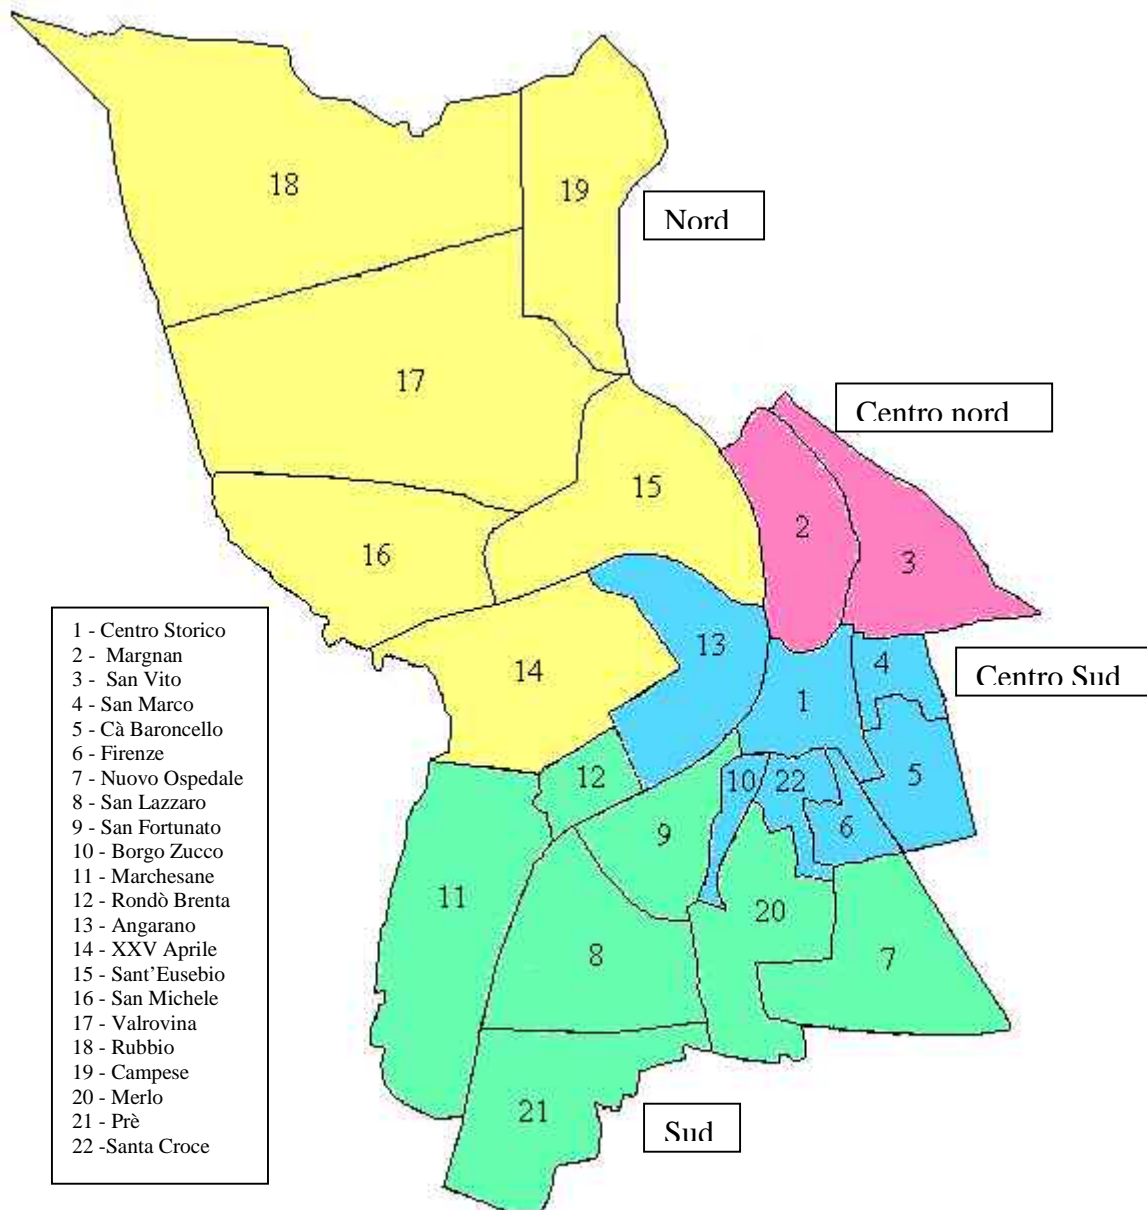 18
19
Nord
17
Centro nord
15
2
16
3
1 - Centro Storico
2 - Margnan
3 - San Vito
4 - San Marco
5 - Cà Baroncello
6 - Firenze
7 - Nuovo Ospedale
8 - San Lazzaro
9 - San Fortunato
10 - Borgo Zucco
11 - Marchesane
12 - Rondò Brenta
13 - Angarano
14 - XXV Aprile
15 - Sant'Eusebio
16 - San Michele
17 - Valrovina
18 - Rubbio
19 - Campese
20 - Merlo
21 - Prè
22 -Santa Croce
13
4
14
Centro Sud
1
12
10
22
5
9
6
11
20
8
7
21
Sud